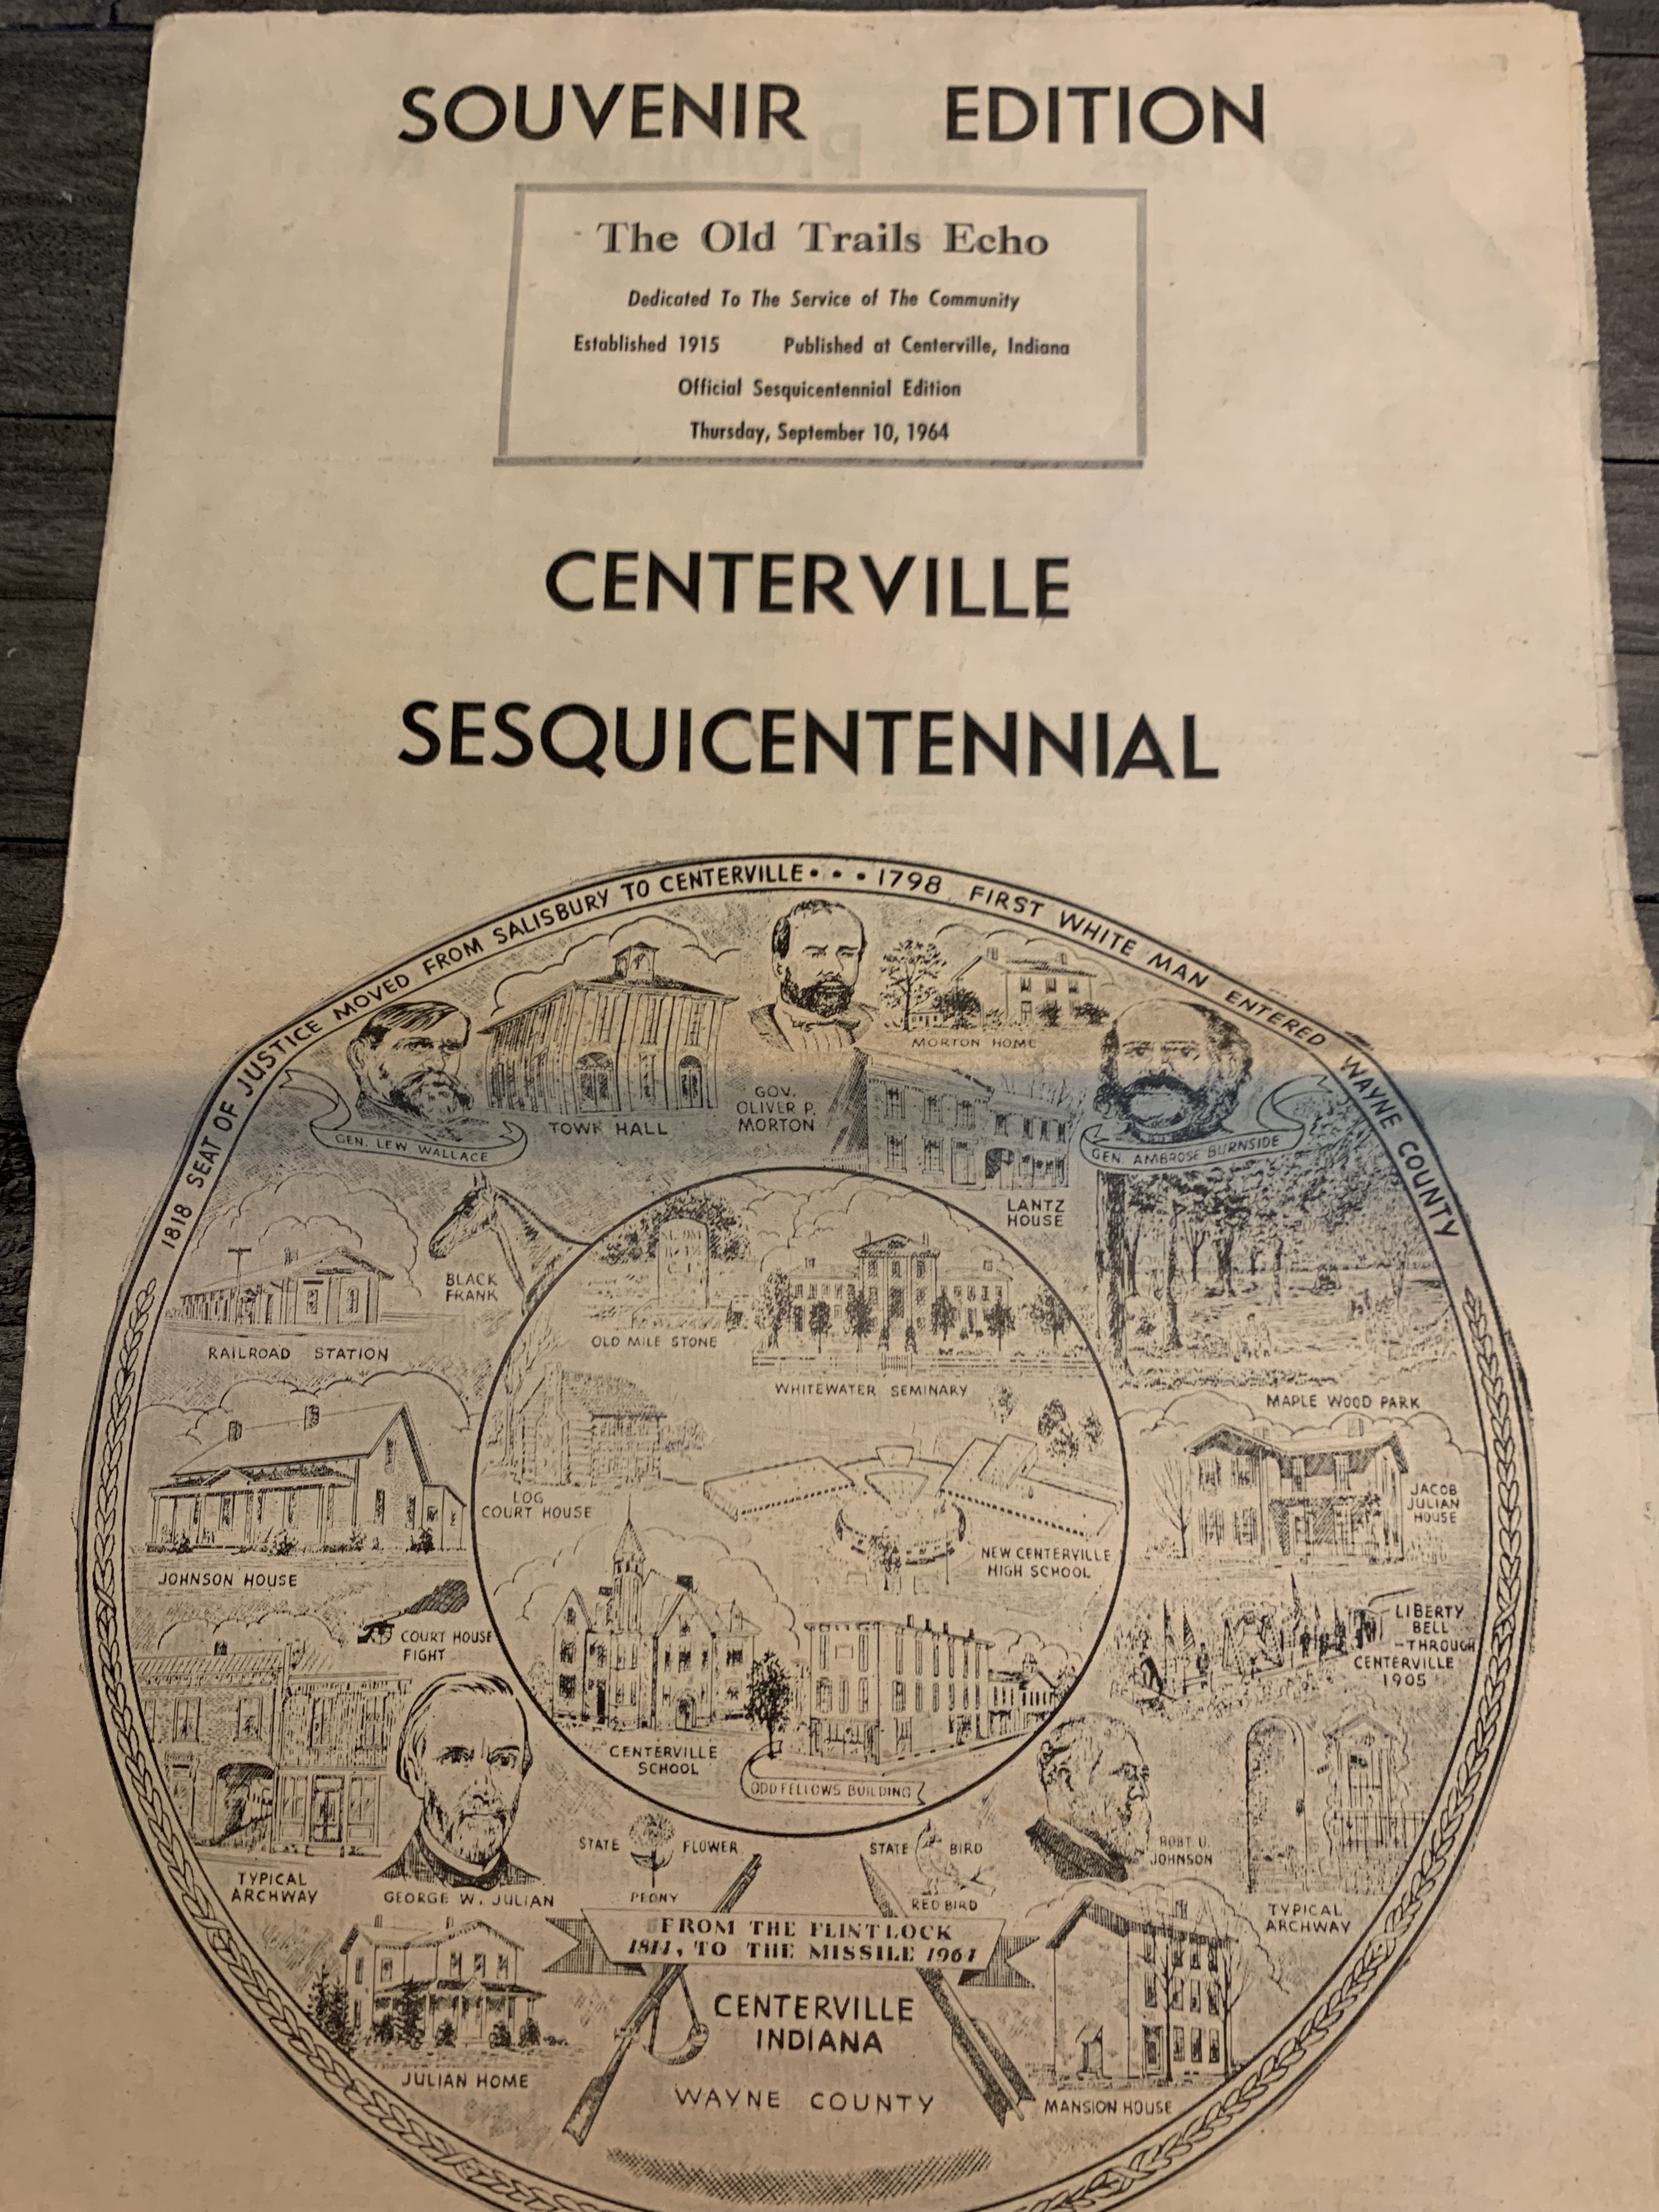 SOUVENIR EDITION
The Old Trails Echo
Dedicated To The Service of The Community
Established 1915 Published at Centerville, Indiana
Official Sesquicentennial Edition
Thursday, September 10, 1964
CENTERVILLE
SESQUICENTENNIAL
1818 SEAT OF JUSTICE MOVED FROM SALISBURY TO CENTERVILLE • • • 1798 FIRST WHITE MAN ENTERED WAYNE COUNTY
GEN. LEW WALLACE
TOWN HALL
GOV.
OLIVER P.
MORTON
MORTON HOME
LANTZ
HOUSE
GEN. AMBROSE BURNSIDE
RAILROAD STATION
BLACK
FRANK
OLD MILE STONE
WHITEWATER SEMINARY
MAPLE WOOD PARK
JOHNSON HOUSE
LOG
COURT HOUSE
NEW CENTERVILLE
HIGH SCHOOL
JACOB
JULIAN
HOUSE
COURT HOUSE
FIGHT
LIBERTY
BELL
—THROUGH
CENTERVILLE
1905
CENTERVILLE
SCHOOL
ODD FELLOWS BUILDING
TYPICAL
ARCHWAY
GEORGE W. JULIAN
STATE FLOWER
PEONY
STATE BIRD
RED BIRD
ROBT U.
JOHNSON
TYPICAL
ARCHWAY
FROM THE FLINTLOCK
1814, TO THE MISSILE 1964
CENTERVILLE
INDIANA
WAYNE COUNTY
JULIAN HOME
MANSION HOUSE